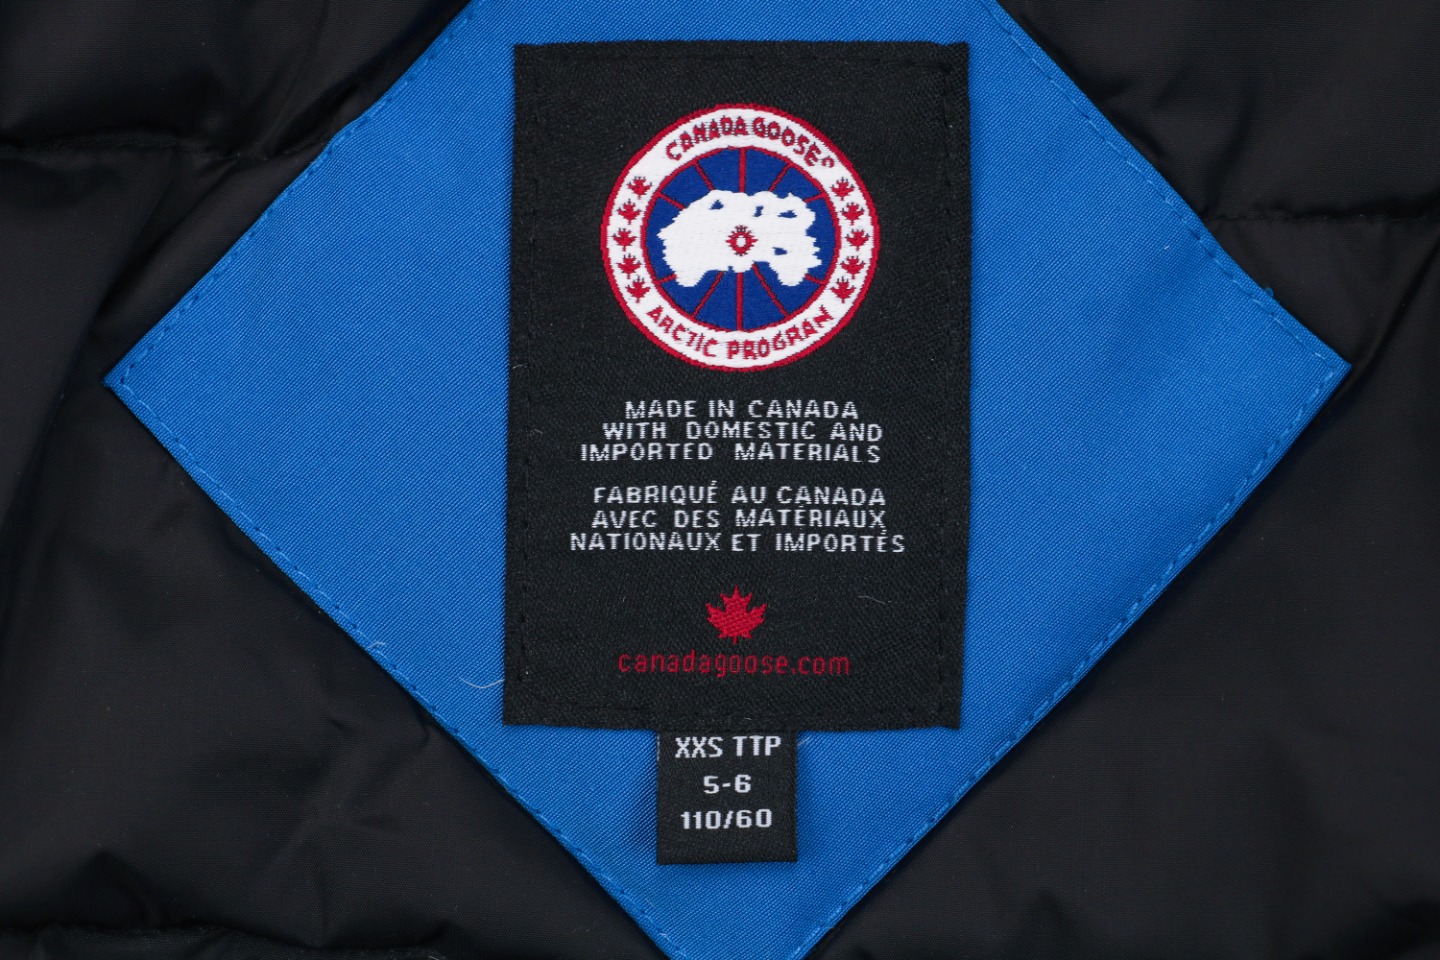 CANADA GOOSE
ARCTIC PROGRAM
MADE IN CANADA
WITH DOMESTIC AND
IMPORTED MATERIALS
FABRIQUÉ AU CANADA
AVEC DES MATÉRIAUX
NATIONAUX ET IMPORTÉS
canadagoose.com
XXS TTP
5-6
110/60